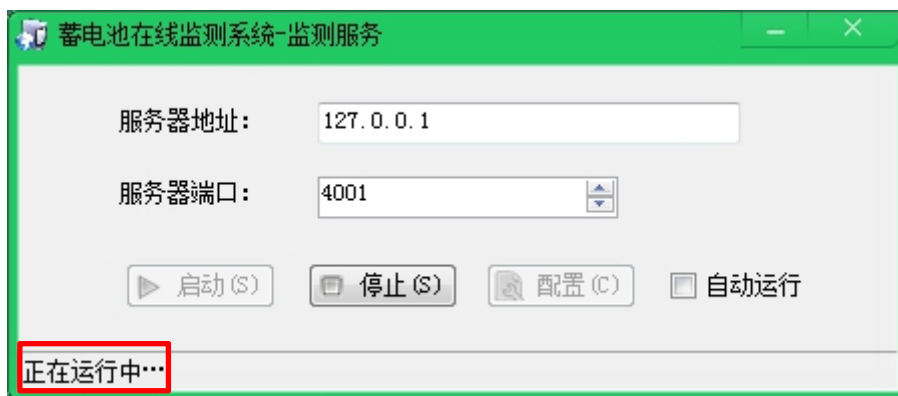 蓄电池在线监测系统-监测服务
服务器地址: 127.0.0.1
服务器端口: 4001
启动(S) 停止(S) 配置(C) 自动运行
正在运行中…